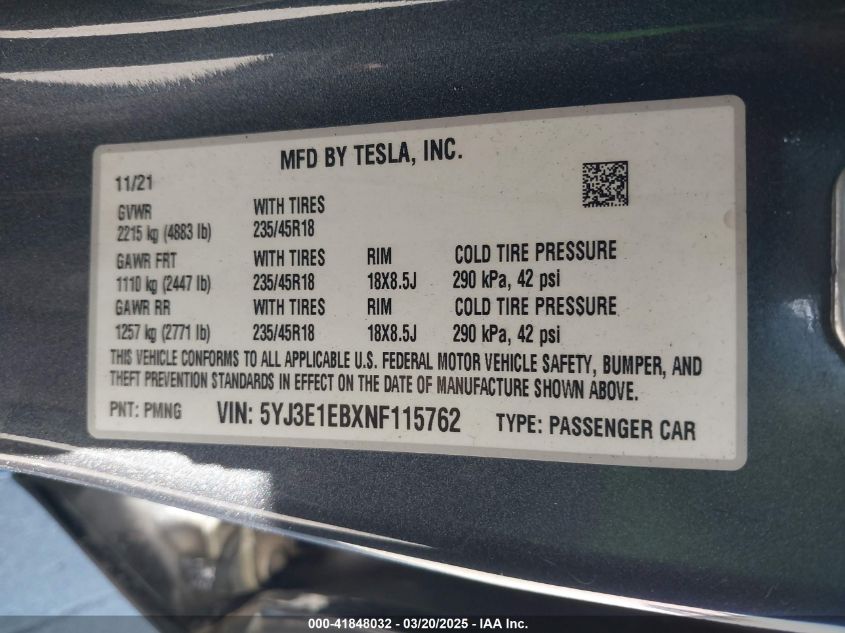 MFD BY TESLA, INC.
11/21
GVWR WITH TIRES
2215 kg (4883 lb) 235/45R18
GAWR FRT WITH TIRES RIM COLD TIRE PRESSURE
1110 kg (2447 lb) 235/45R18 18X8.5J 290 kPa, 42 psi
GAWR RR WITH TIRES RIM COLD TIRE PRESSURE
1257 kg (2771 lb) 235/45R18 18X8.5J 290 kPa, 42 psi
THIS VEHICLE CONFORMS TO ALL APPLICABLE U.S. FEDERAL MOTOR VEHICLE SAFETY, BUMPER, AND
THEFT PREVENTION STANDARDS IN EFFECT ON THE DATE OF MANUFACTURE SHOWN ABOVE.
PNT: PMNG VIN: 5YJ3E1EBXNF115762 TYPE: PASSENGER CAR
000-41848032 - 03/20/2025 - IAA Inc.